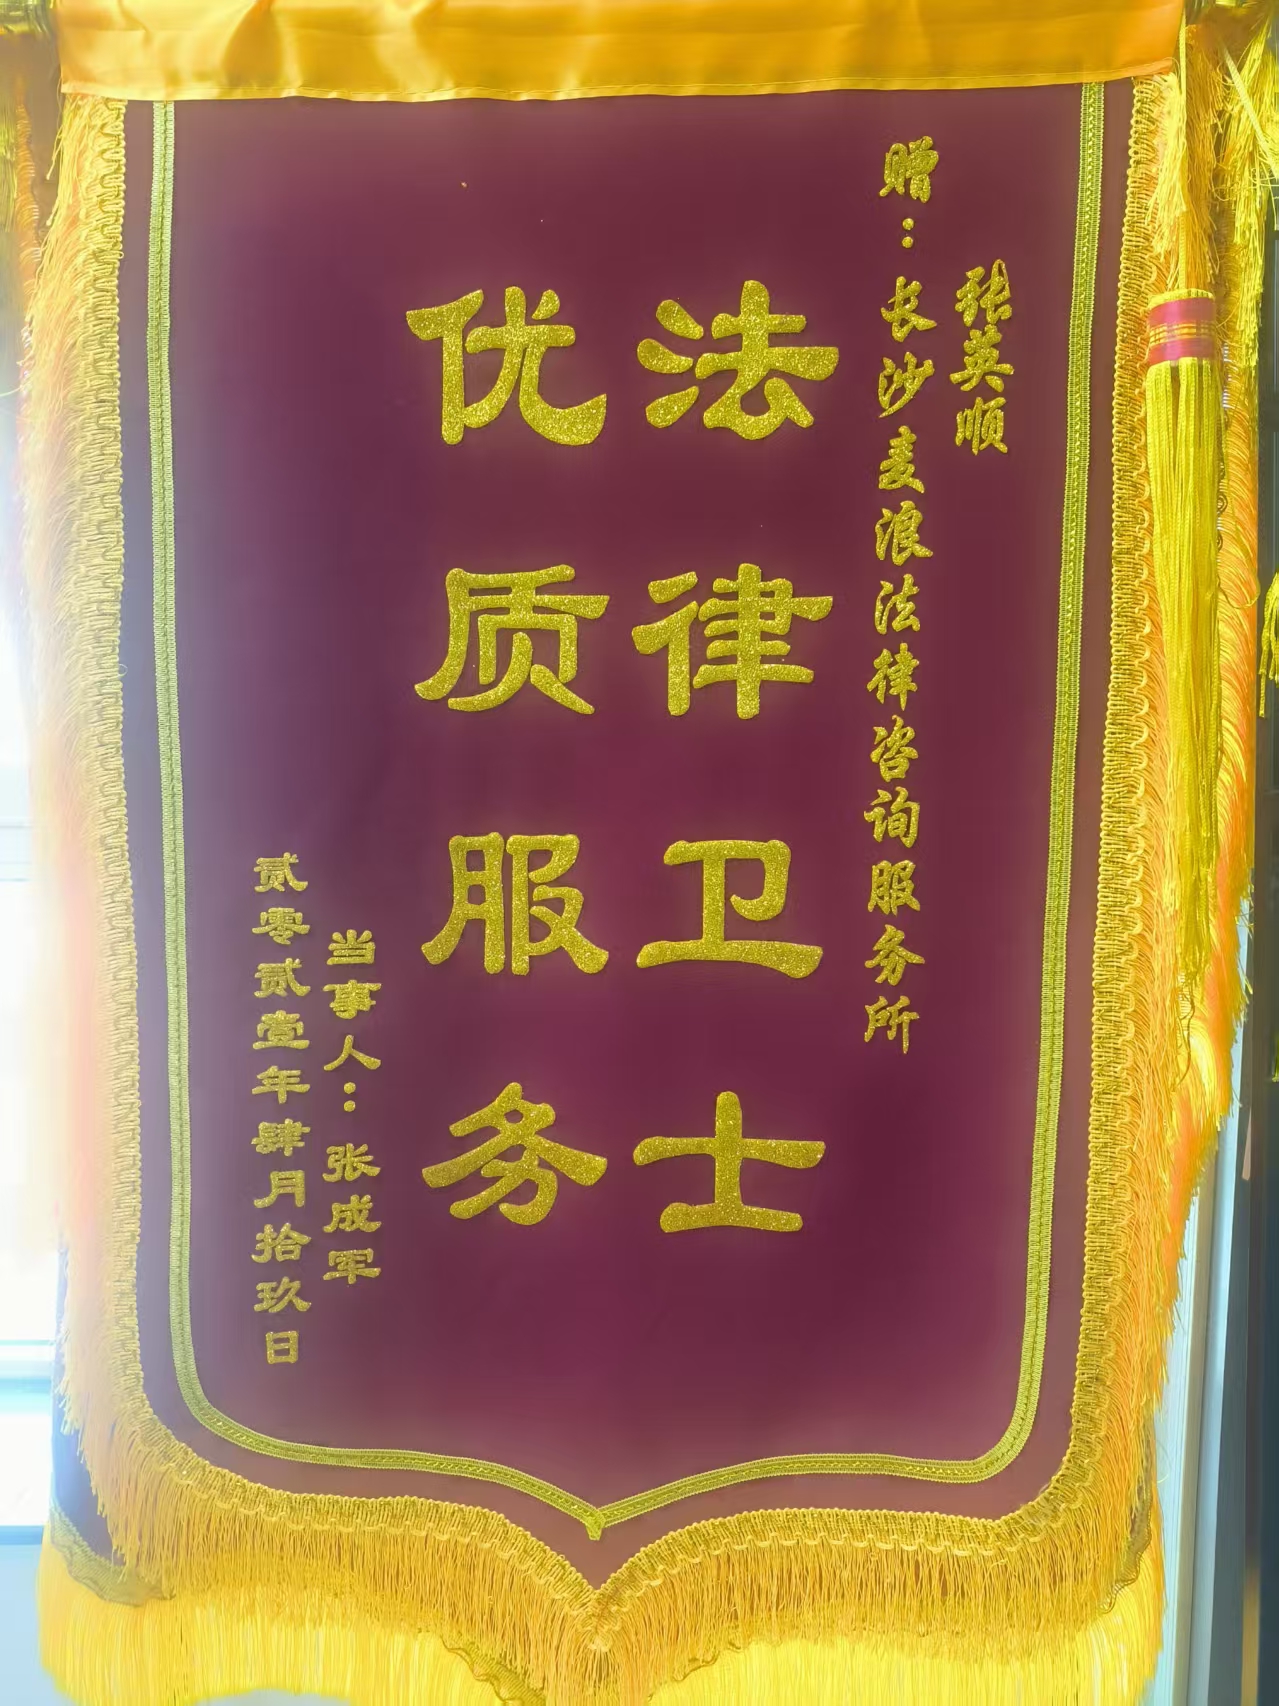 张英顺
赠：长沙麦浪法律咨询服务所
法律卫士
优质服务
当事人：张成军
贰零贰壹年肆月拾玖日